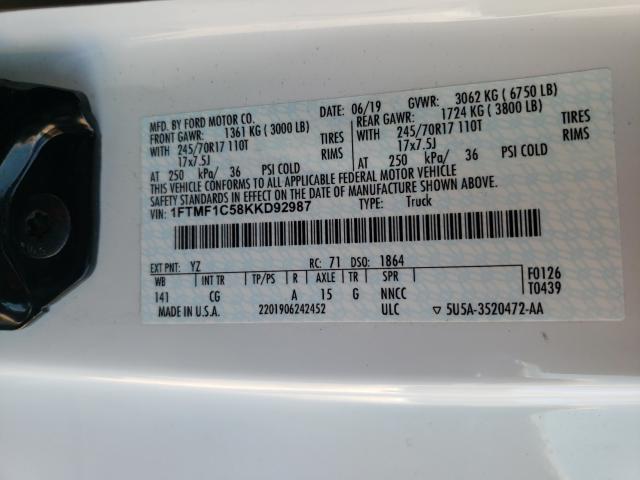 MFD. BY FORD MOTOR CO.
06/19 GVWR: 3062 KG ( 6750 LB)
FRONT GAWR: 1361 KG ( 3000 LB)
REAR GAWR: 1724 KG ( 3800 LB)
WITH 245/70R17 110T TIRES
WITH 245/70R17 110T TIRES
17x7.5J RIMS
17x7.5J RIMS
AT 250 kPa/ 36 PSI COLD
AT 250 kPa/ 36 PSI COLD
THIS VEHICLE CONFORMS TO ALL APPLICABLE FEDERAL MOTOR VEHICLE
SAFETY STANDARDS IN EFFECT ON THE DATE OF MANUFACTURE SHOWN ABOVE.
VIN: 1FTMF1C58KKD92987 TYPE: Truck
EXT PNT: YZ RC: 71 DSO: 1864
WB INT TR TP/PS R AXLE TR SPR F0126
141 CG A 15 G NNCC T0439
MADE IN U.S.A. 2201906242452 ULC ▽ 5U5A-3520472-AA